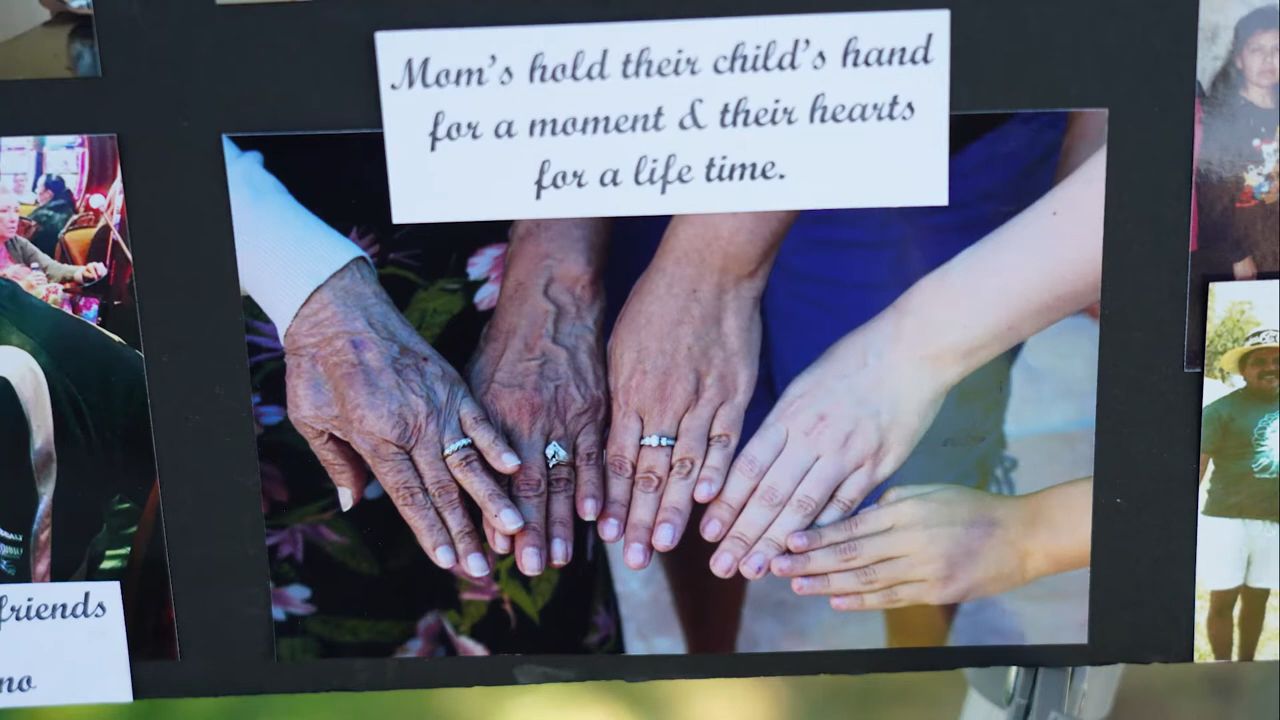 Mom's hold their child's hand
for a moment & their hearts
for a life time.
friends
no